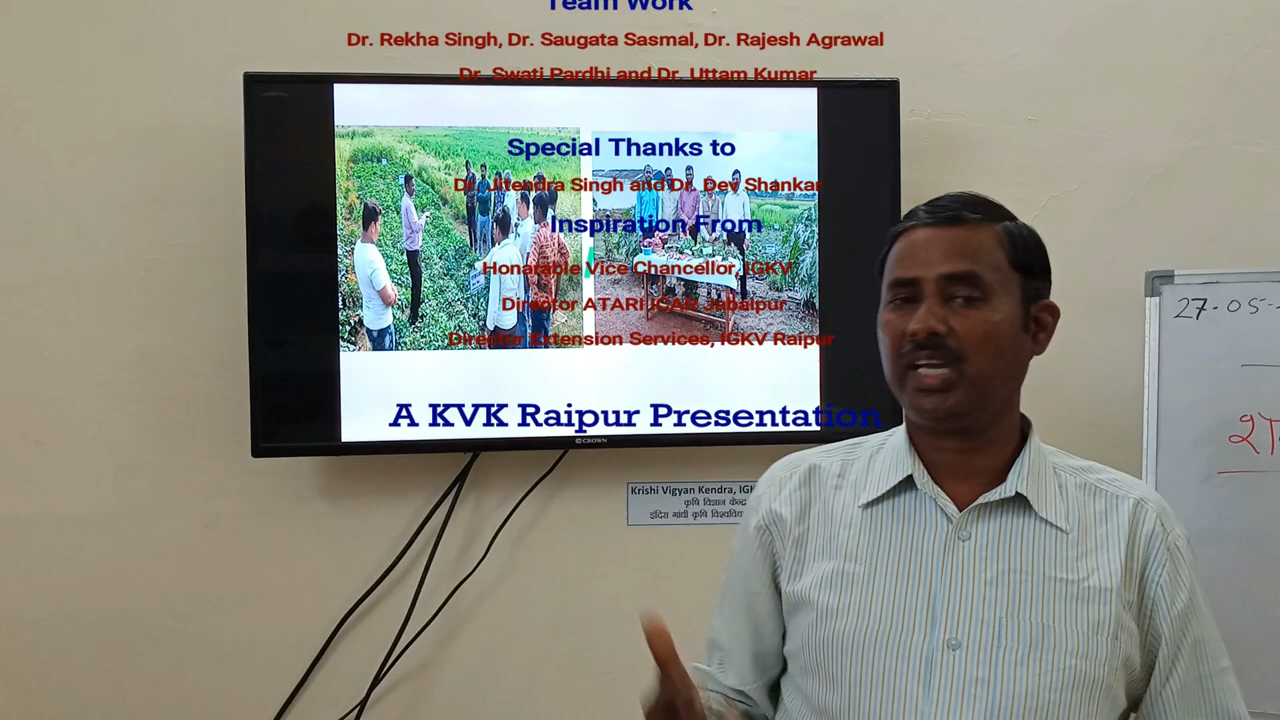 Team Work
Dr. Rekha Singh, Dr. Saugata Sasmal, Dr. Rajesh Agrawal
Dr. Swati Pardhi and Dr. Uttam Kumar
Special Thanks to
Dr. Jitendra Singh and Dr. Dev Shankar
Inspiration From
Honarable Vice Chancellor, IGKV
Director ATARI ICAR Jabalpur
Director Extension Services, IGKV Raipur
A KVK Raipur Presentation
CROWN
Krishi Vigyan Kendra, IGK
कृषि विज्ञान केन्द्र
इंदिरा गांधी कृषि विश्ववि
27-05-